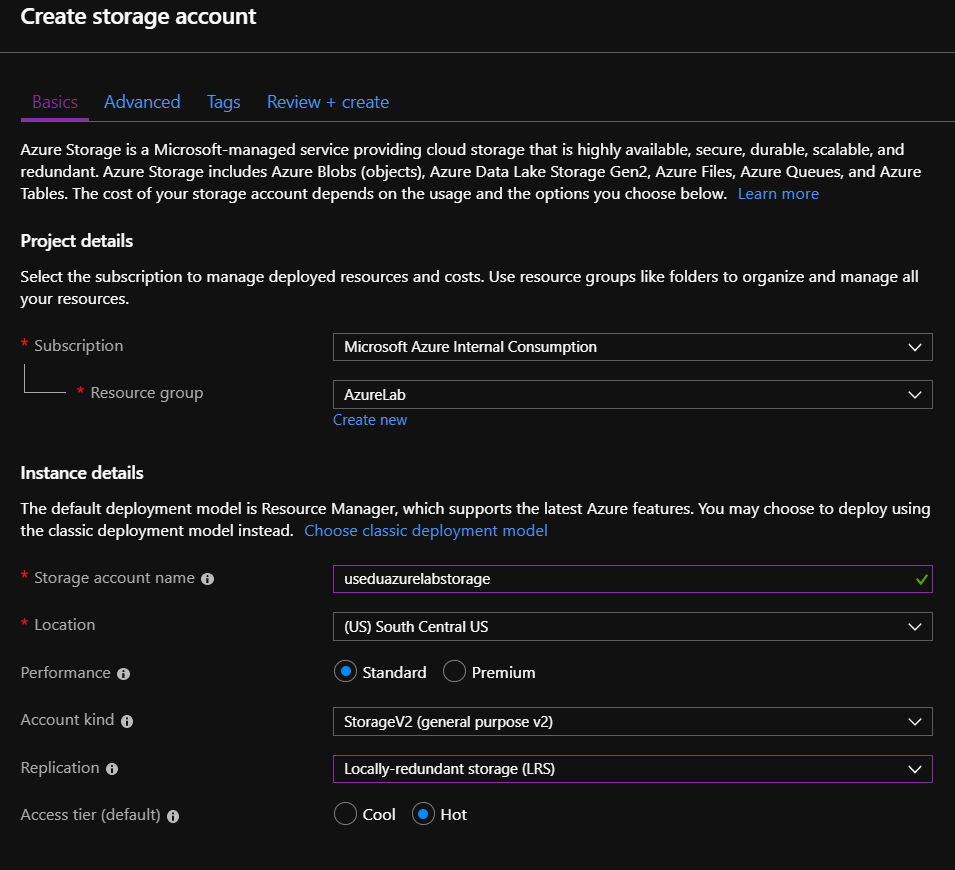 Create storage account
Basics Advanced Tags Review + create
Azure Storage is a Microsoft-managed service providing cloud storage that is highly available, secure, durable, scalable, and
redundant. Azure Storage includes Azure Blobs (objects), Azure Data Lake Storage Gen2, Azure Files, Azure Queues, and Azure
Tables. The cost of your storage account depends on the usage and the options you choose below. Learn more
Project details
Select the subscription to manage deployed resources and costs. Use resource groups like folders to organize and manage all
your resources.
* Subscription Microsoft Azure Internal Consumption
* Resource group AzureLab
Create new
Instance details
The default deployment model is Resource Manager, which supports the latest Azure features. You may choose to deploy using
the classic deployment model instead. Choose classic deployment model
* Storage account name useduazurelabstorage
* Location (US) South Central US
Performance Standard Premium
Account kind StorageV2 (general purpose v2)
Replication Locally-redundant storage (LRS)
Access tier (default) Cool Hot